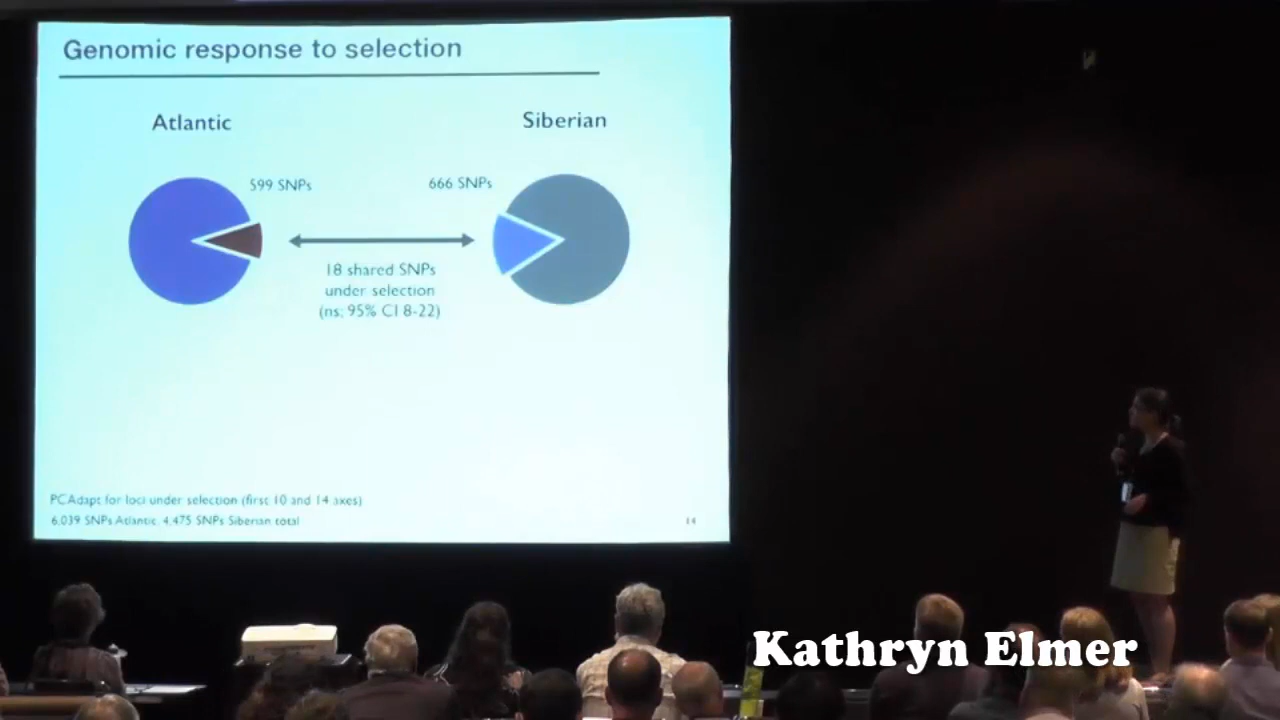 Genomic response to selection
Atlantic
Siberian
599 SNPs
666 SNPs
18 shared SNPs
under selection
(ns; 95% CI 8-22)
PCAdapt for loci under selection (first 10 and 14 axes)
6,039 SNPs Atlantic, 4,475 SNPs Siberian total
14
Kathryn Elmer